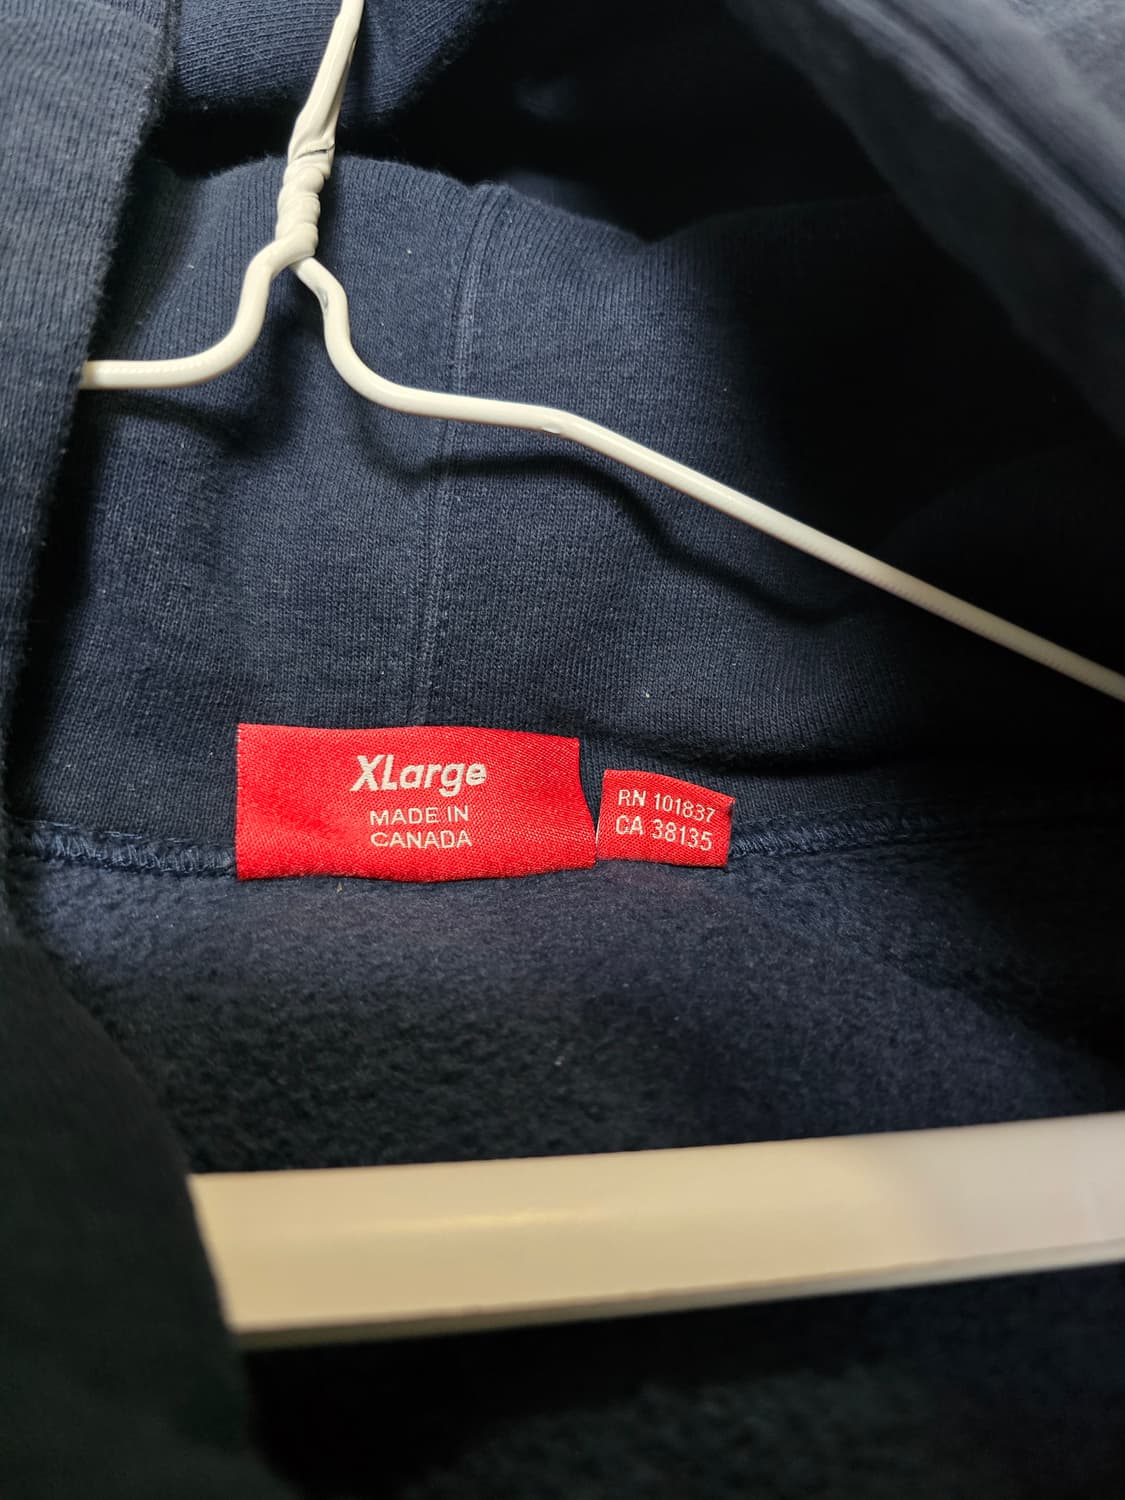 XLarge
MADE IN
CANADA
RN 101837
CA 38135